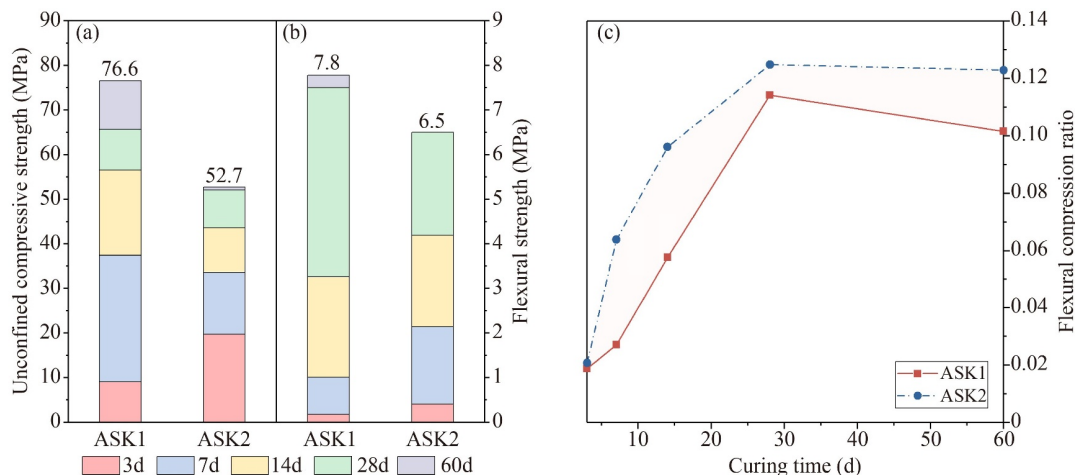 (a)
(b)
(c)
90
80
70
60
50
40
30
20
10
0
Unconfined compressive strength (MPa)
76.6
52.7
7.8
6.5
9
8
7
6
5
4
3
2
1
0
Flexural strength (MPa)
ASK1 ASK2 ASK1 ASK2
3d 7d 14d 28d 60d
0.14
0.12
0.10
0.08
0.06
0.04
0.02
0
Flexural conpression ratio
ASK1
ASK2
10 20 30 40 50 60
Curing time (d)